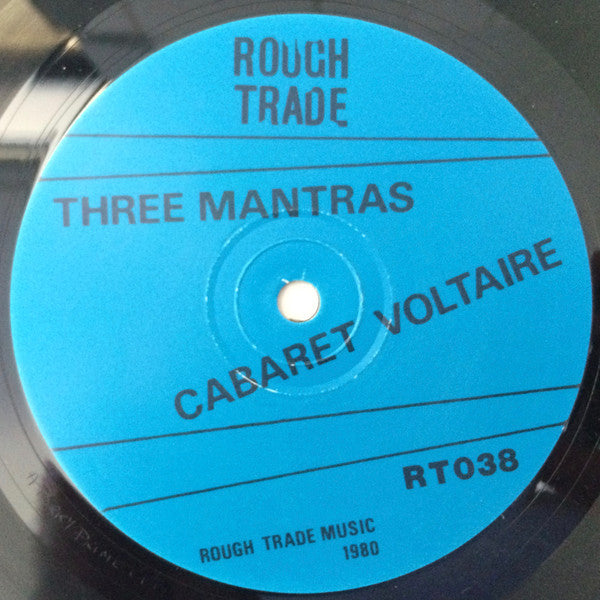 ROUGH
TRADE
THREE MANTRAS
CABARET VOLTAIRE
RT038
ROUGH TRADE MUSIC
1980